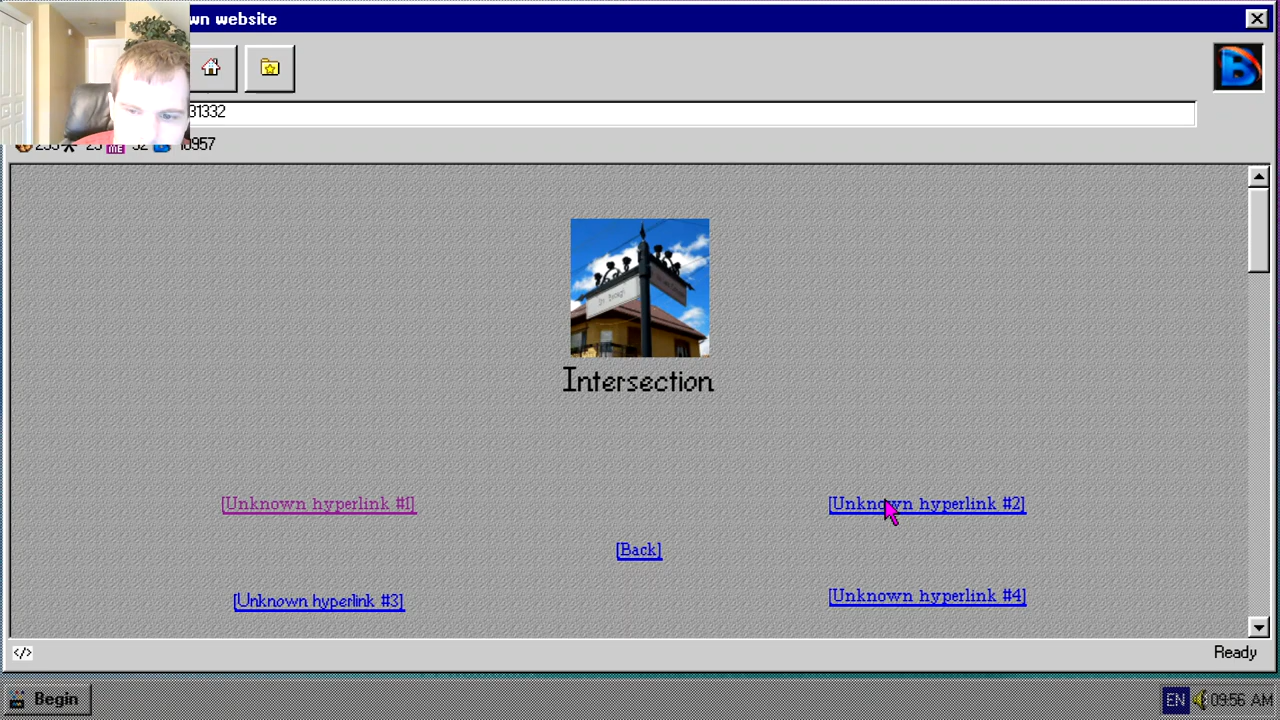 wn website
31332
Intersection
[Unknown hyperlink #1]
[Unknown hyperlink #2]
[Back]
[Unknown hyperlink #3]
[Unknown hyperlink #4]
</> Ready
Begin
EN 09:56 AM